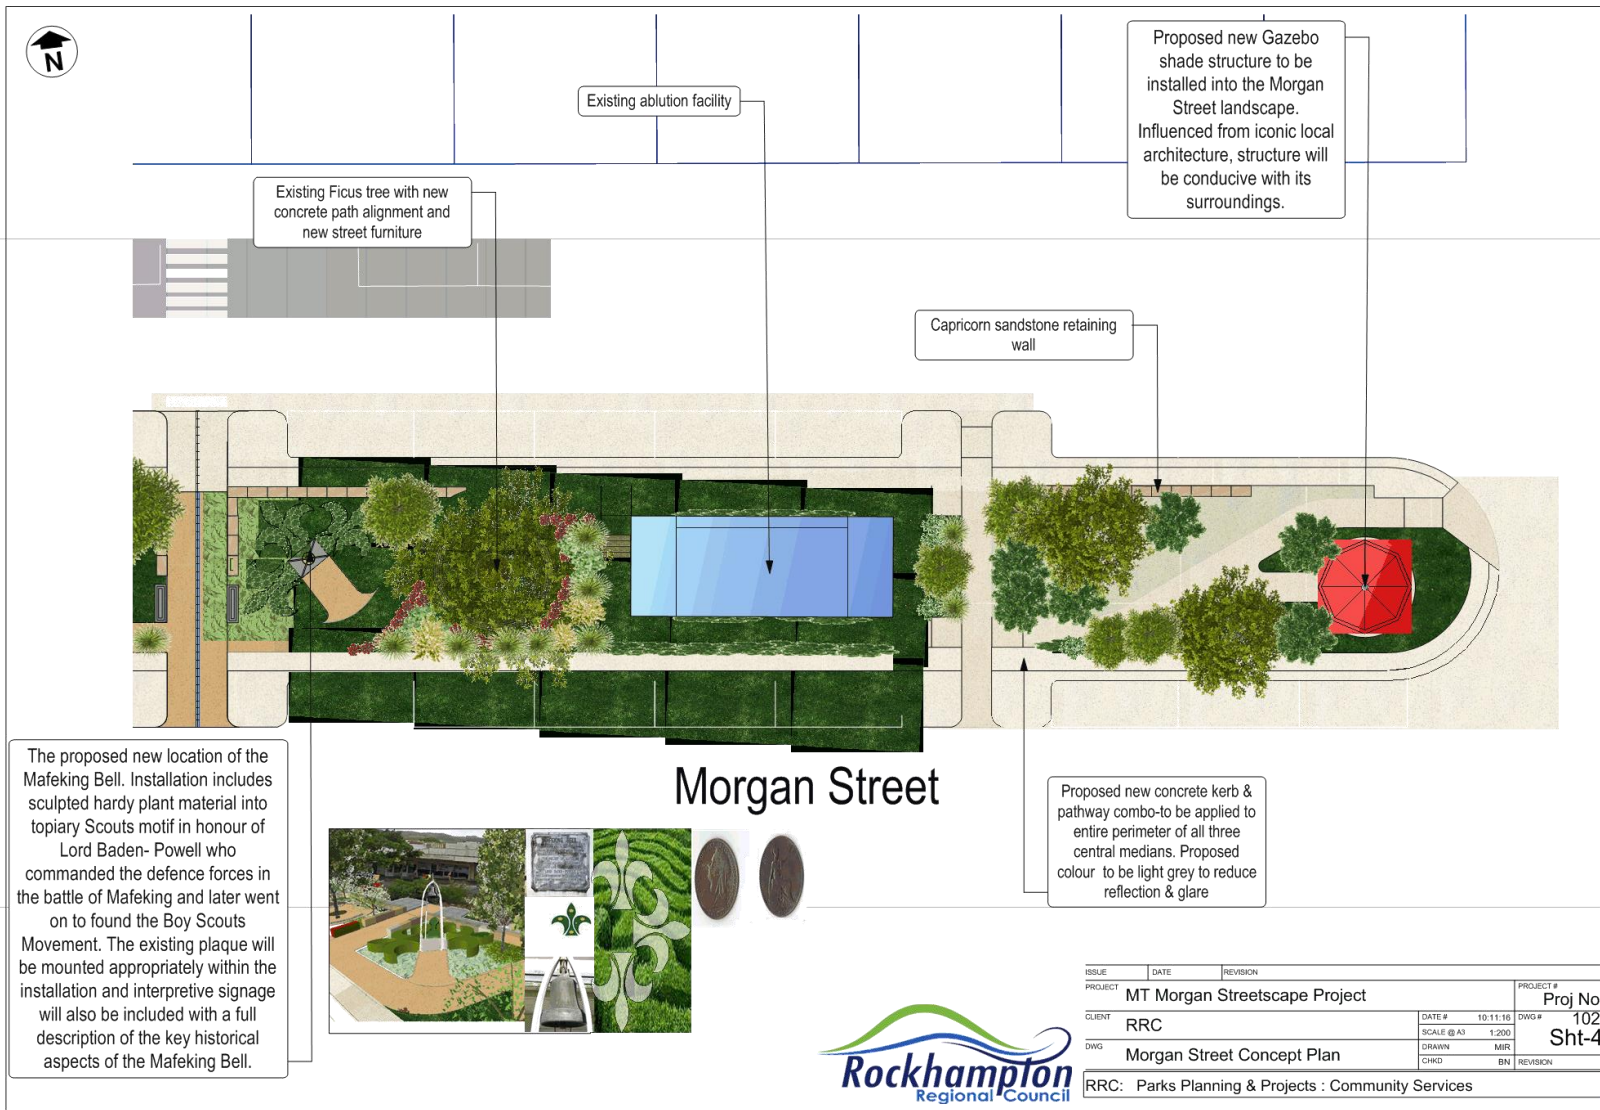 N
Existing ablution facility
Proposed new Gazebo
shade structure to be
installed into the Morgan
Street landscape.
Influenced from iconic local
architecture, structure will
be conducive with its
surroundings.
Existing Ficus tree with new
concrete path alignment and
new street furniture
Capricorn sandstone retaining
wall
The proposed new location of the
Mafeking Bell. Installation includes
sculpted hardy plant material into
topiary Scouts motif in honour of
Lord Baden- Powell who
commanded the defence forces in
the battle of Mafeking and later went
on to found the Boy Scouts
Movement. The existing plaque will
be mounted appropriately within the
installation and interpretive signage
will also be included with a full
description of the key historical
aspects of the Mafeking Bell.
Morgan Street
Proposed new concrete kerb &
pathway combo-to be applied to
entire perimeter of all three
central medians. Proposed
colour to be light grey to reduce
reflection & glare
Rockhampton
Regional Council
ISSUE DATE REVISION
PROJECT MT Morgan Streetscape Project PROJECT # Proj No
CLIENT RRC DATE # 10:11:16 DWG # 102
SCALE @ A3 1:200 Sht-4
DWG Morgan Street Concept Plan DRAWN MIR
CHKD BN REVISION
RRC: Parks Planning & Projects : Community Services